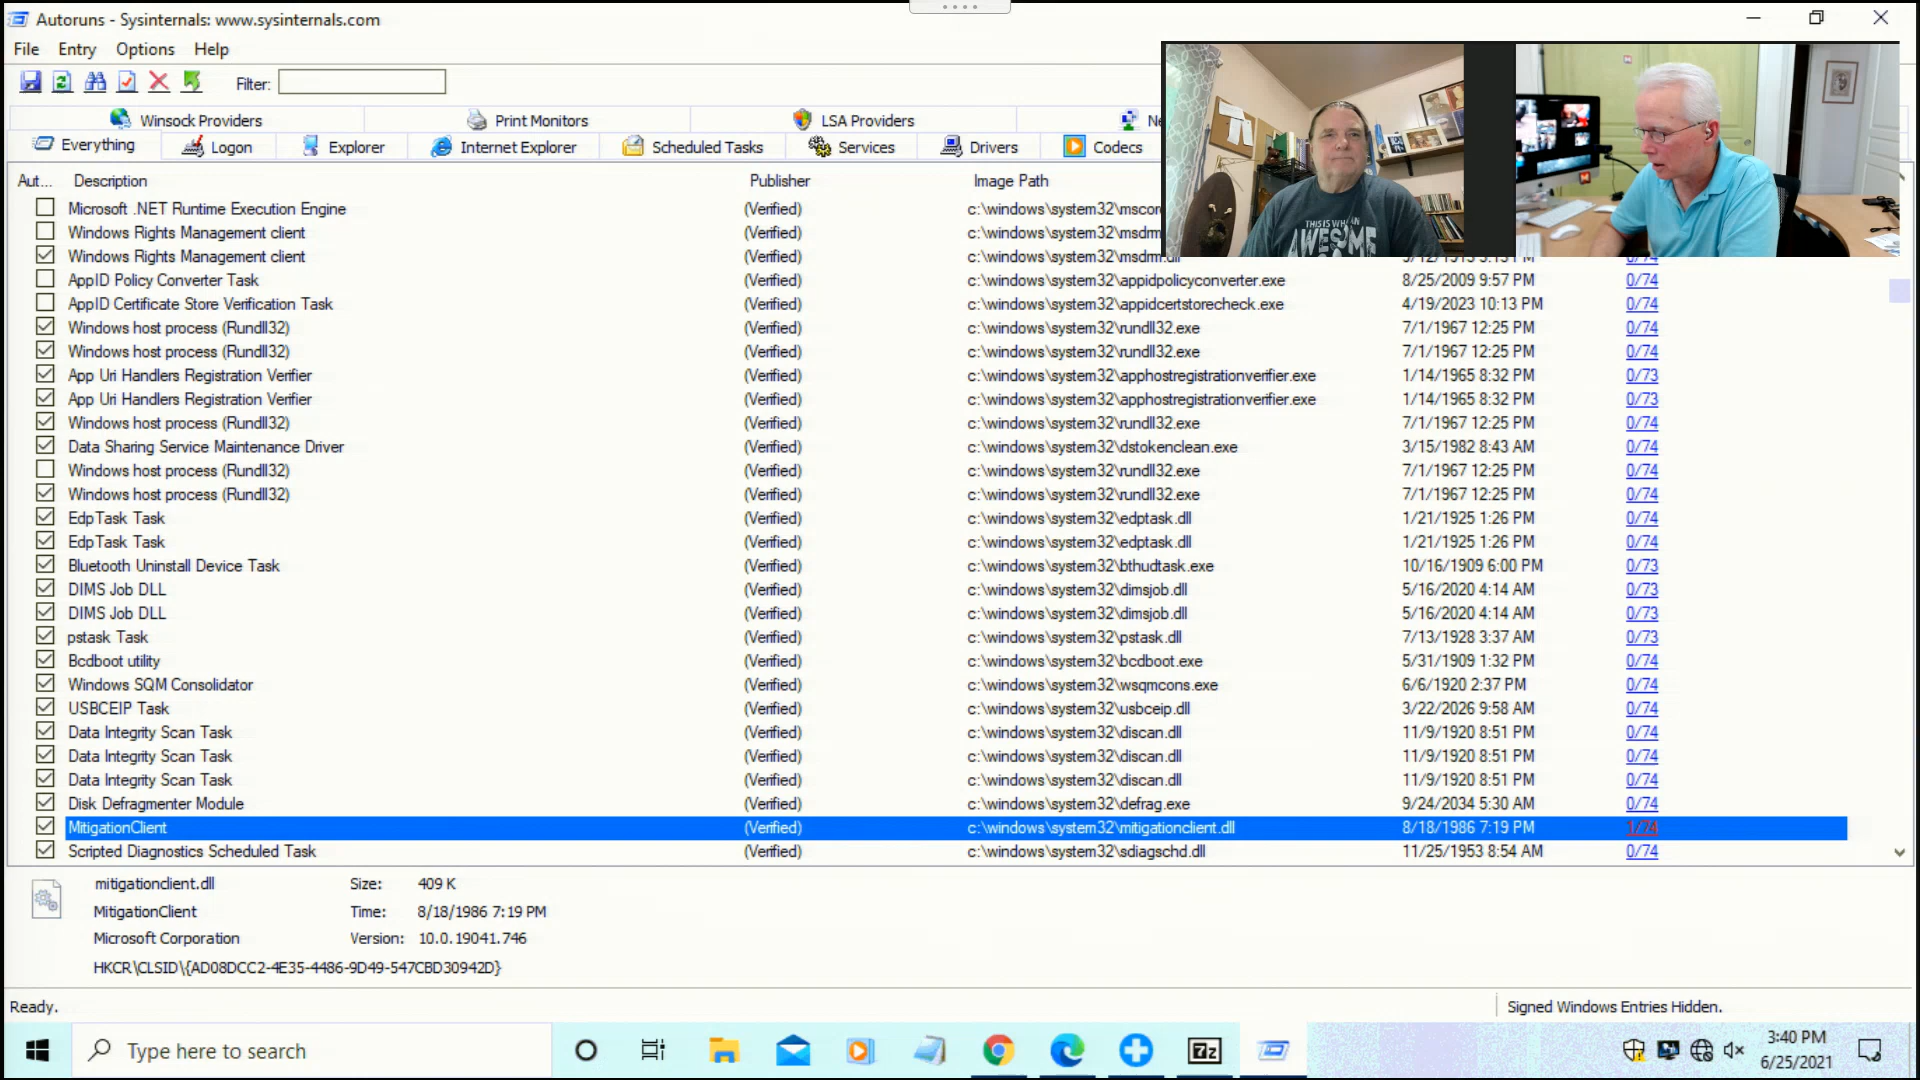 Autoruns - Sysinternals: www.sysinternals.com
File Entry Options Help
Filter:
Winsock Providers Print Monitors LSA Providers Ne
Everything Logon Explorer Internet Explorer Scheduled Tasks Services Drivers Codecs
Aut... Description Publisher Image Path
Microsoft .NET Runtime Execution Engine (Verified) c:\windows\system32\mscor
Windows Rights Management client (Verified) c:\windows\system32\msdrm
Windows Rights Management client (Verified) c:\windows\system32\msdrm.dll 0/74
AppID Policy Converter Task (Verified) c:\windows\system32\appidpolicyconverter.exe 8/25/2009 9:57 PM 0/74
AppID Certificate Store Verification Task (Verified) c:\windows\system32\appidcertstorecheck.exe 4/19/2023 10:13 PM 0/74
Windows host process (Rundll32) (Verified) c:\windows\system32\rundll32.exe 7/1/1967 12:25 PM 0/74
Windows host process (Rundll32) (Verified) c:\windows\system32\rundll32.exe 7/1/1967 12:25 PM 0/74
App Uri Handlers Registration Verifier (Verified) c:\windows\system32\apphostregistrationverifier.exe 1/14/1965 8:32 PM 0/73
App Uri Handlers Registration Verifier (Verified) c:\windows\system32\apphostregistrationverifier.exe 1/14/1965 8:32 PM 0/73
Windows host process (Rundll32) (Verified) c:\windows\system32\rundll32.exe 7/1/1967 12:25 PM 0/74
Data Sharing Service Maintenance Driver (Verified) c:\windows\system32\dstokenclean.exe 3/15/1982 8:43 AM 0/74
Windows host process (Rundll32) (Verified) c:\windows\system32\rundll32.exe 7/1/1967 12:25 PM 0/74
Windows host process (Rundll32) (Verified) c:\windows\system32\rundll32.exe 7/1/1967 12:25 PM 0/74
EdpTask Task (Verified) c:\windows\system32\edptask.dll 1/21/1925 1:26 PM 0/74
EdpTask Task (Verified) c:\windows\system32\edptask.dll 1/21/1925 1:26 PM 0/74
Bluetooth Uninstall Device Task (Verified) c:\windows\system32\bthudtask.exe 10/16/1909 6:00 PM 0/73
DIMS Job DLL (Verified) c:\windows\system32\dimsjob.dll 5/16/2020 4:14 AM 0/73
DIMS Job DLL (Verified) c:\windows\system32\dimsjob.dll 5/16/2020 4:14 AM 0/73
pstask Task (Verified) c:\windows\system32\pstask.dll 7/13/1928 3:37 AM 0/73
Bcdboot utility (Verified) c:\windows\system32\bcdboot.exe 5/31/1909 1:32 PM 0/74
Windows SQM Consolidator (Verified) c:\windows\system32\wsqmcons.exe 6/6/1920 2:37 PM 0/74
USBCEIP Task (Verified) c:\windows\system32\usbceip.dll 3/22/2026 9:58 AM 0/74
Data Integrity Scan Task (Verified) c:\windows\system32\discan.dll 11/9/1920 8:51 PM 0/74
Data Integrity Scan Task (Verified) c:\windows\system32\discan.dll 11/9/1920 8:51 PM 0/74
Data Integrity Scan Task (Verified) c:\windows\system32\discan.dll 11/9/1920 8:51 PM 0/74
Disk Defragmenter Module (Verified) c:\windows\system32\defrag.exe 9/24/2034 5:30 AM 0/74
MitigationClient (Verified) c:\windows\system32\mitigationclient.dll 8/18/1986 7:19 PM 1/74
Scripted Diagnostics Scheduled Task (Verified) c:\windows\system32\sdiagschd.dll 11/25/1953 8:54 AM 0/74
mitigationclient.dll Size: 409 K
MitigationClient Time: 8/18/1986 7:19 PM
Microsoft Corporation Version: 10.0.19041.746
HKCR\CLSID\{AD08DCC2-4E35-4486-9D49-547CBD30942D}
Ready. Signed Windows Entries Hidden.
Type here to search 7z 3:40 PM
6/25/2021
THIS IS AN
AWESOME